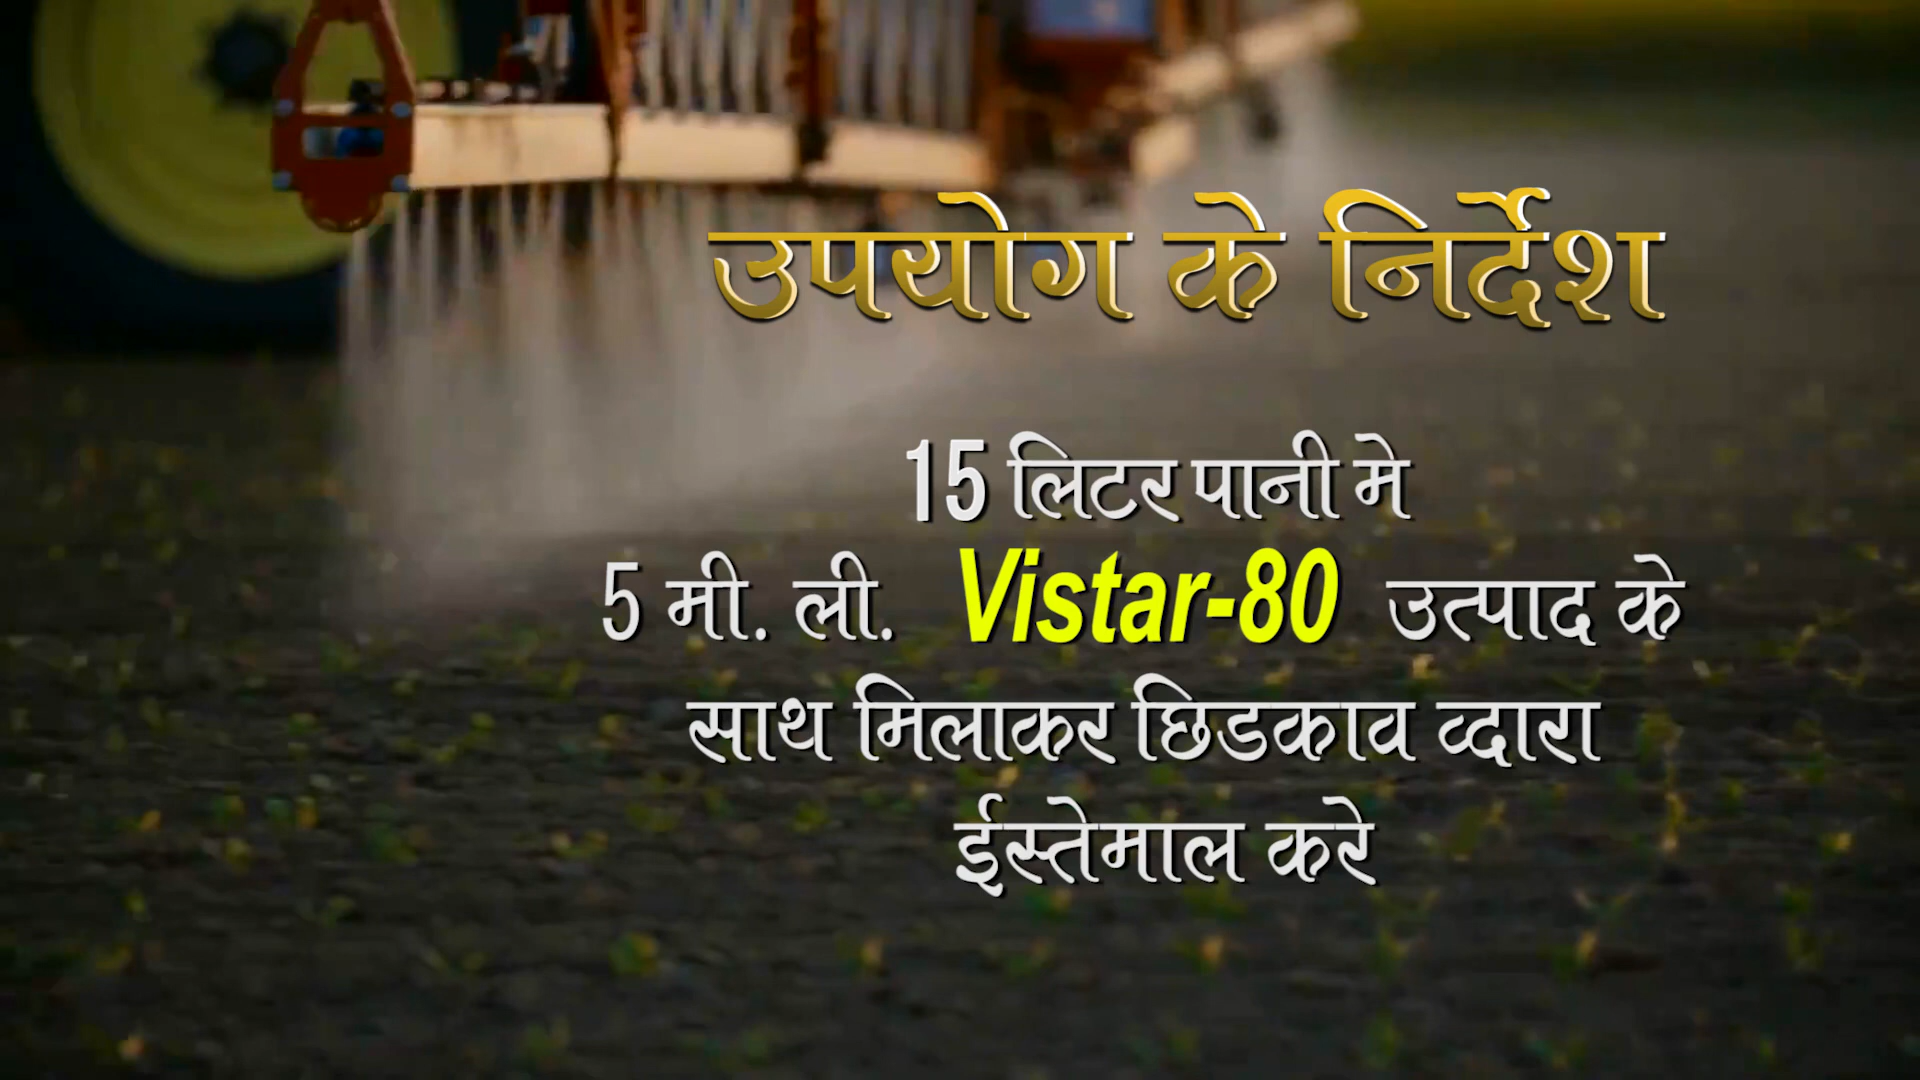 उपयोग के निर्देश
15 लिटर पानी मे
5 मी. ली. Vistar-80 उत्पाद के
साथ मिलाकर छिडकाव व्दारा
ईस्तेमाल करे